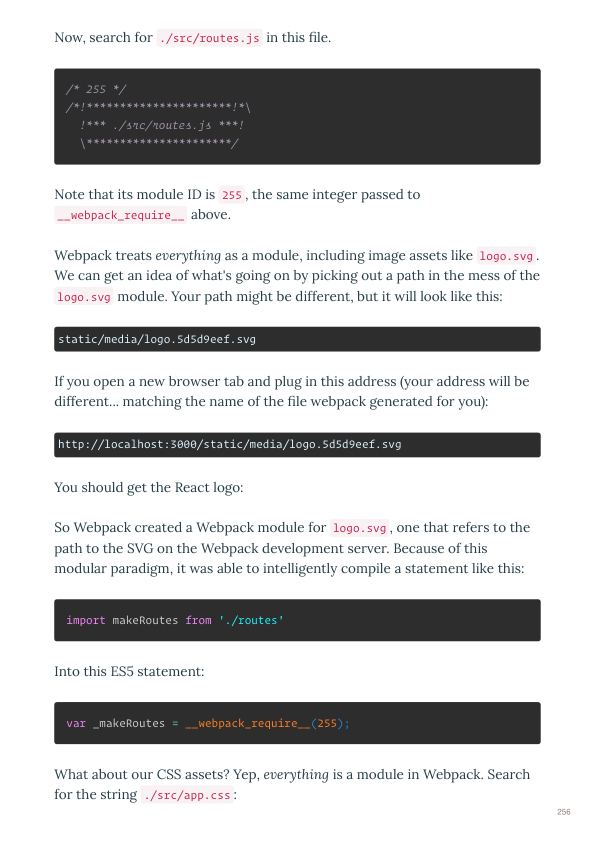 Now, search for ./src/routes.js in this file.
/* 255 */
/*!**********************!*\
!*** ./src/routes.js ***!
\**********************/
Note that its module ID is 255, the same integer passed to
__webpack_require__ above.
Webpack treats everything as a module, including image assets like logo.svg.
We can get an idea of what's going on by picking out a path in the mess of the
logo.svg module. Your path might be different, but it will look like this:
static/media/logo.5d5d9eef.svg
If you open a new browser tab and plug in this address (your address will be
different... matching the name of the file webpack generated for you):
http://localhost:3000/static/media/logo.5d5d9eef.svg
You should get the React logo:
So Webpack created a Webpack module for logo.svg, one that refers to the
path to the SVG on the Webpack development server. Because of this
modular paradigm, it was able to intelligently compile a statement like this:
import makeRoutes from './routes'
Into this ES5 statement:
var _makeRoutes = __webpack_require__(255);
What about our CSS assets? Yep, everything is a module in Webpack. Search
for the string ./src/app.css:
256